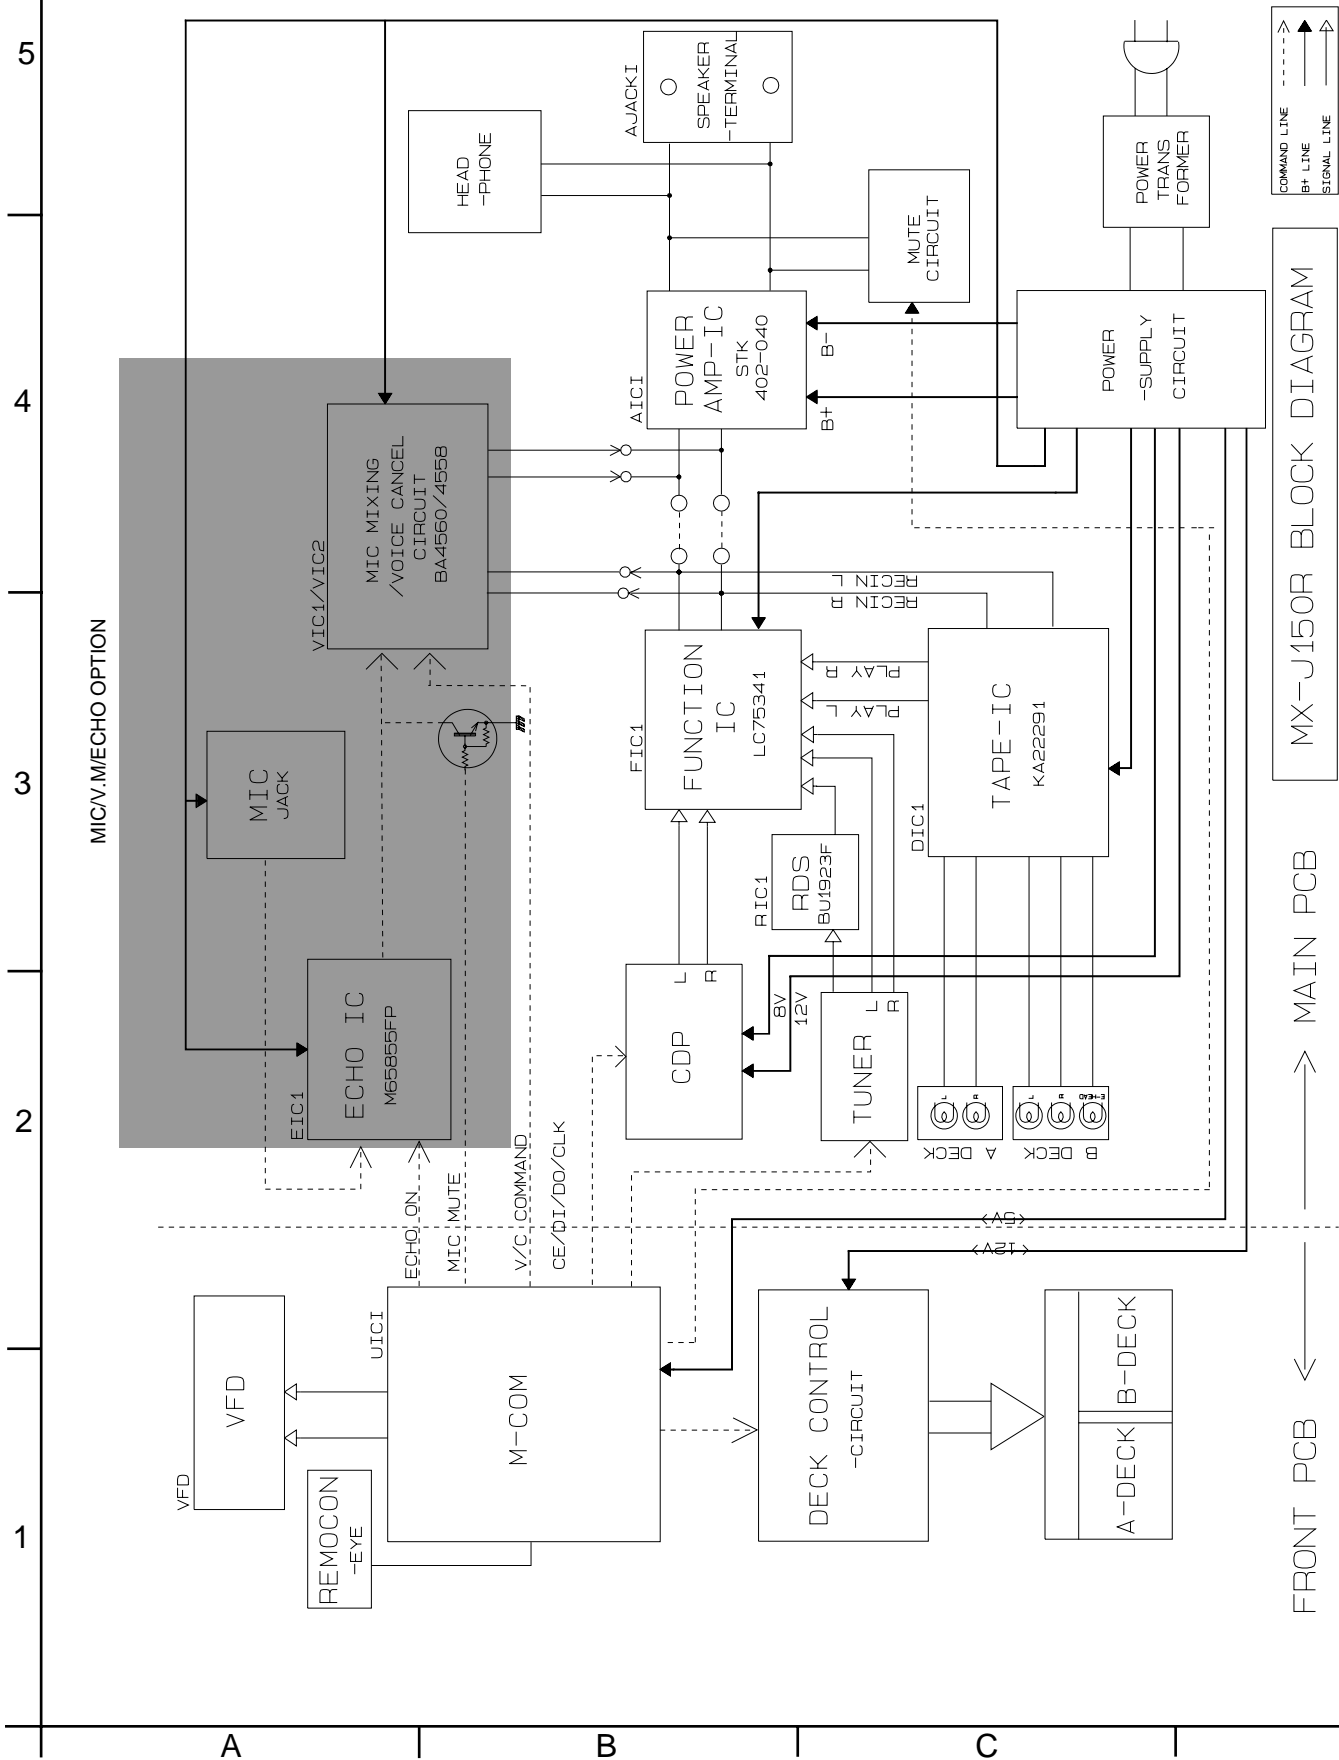 5
4
3
2
1
A
B
C
MIC/V.M/ECHO OPTION
HEAD
-PHONE
AJACKI
SPEAKER
-TERMINAL
MUTE
CIRCUIT
POWER
TRANS
FORMER
COMMAND LINE
B+ LINE
SIGNAL LINE
VIC1/VIC2
MIC MIXING
/VOICE CANCEL
CIRCUIT
BA4560/4558
AICI
POWER
AMP-IC
STK
402-040
B-
B+
POWER
-SUPPLY
CIRCUIT
MX-J150R BLOCK DIAGRAM
MIC
JACK
FIC1
FUNCTION
IC
LC75341
RECIN L
RECIN R
PLAY R
PLAY L
DIC1
TAPE-IC
KA22291
RIC1
RDS
BU1923F
EIC1
ECHO IC
M65855FP
CDP
L
R
8V
12V
TUNER
L
R
L
R
A DECK
L
R
E-HEAD
B DECK
ECHO ON
MIC MUTE
V/C COMMAND
CE/DI/DO/CLK
<12V>
MAIN PCB
FRONT PCB
VFD
VFD
REMOCON
-EYE
UICI
M-COM
DECK CONTROL
-CIRCUIT
A-DECK
B-DECK